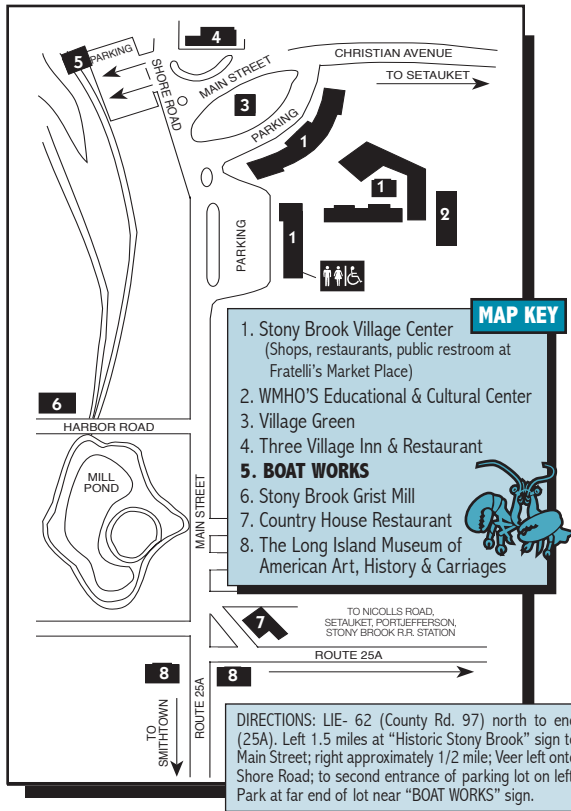 4
CHRISTIAN AVENUE
5
PARKING
TO SETAUKET
SHORE ROAD
MAIN STREET
3
PARKING
1
1
2
1
PARKING
MAP KEY
1. Stony Brook Village Center
(Shops, restaurants, public restroom at
Fratelli's Market Place)
2. WMHO'S Educational & Cultural Center
3. Village Green
4. Three Village Inn & Restaurant
5. BOAT WORKS
6. Stony Brook Grist Mill
7. Country House Restaurant
8. The Long Island Museum of
American Art, History & Carriages
6
HARBOR ROAD
MILL
POND
MAIN STREET
7
TO NICOLLS ROAD,
SETAUKET, PORTJEFFERSON,
STONY BROOK R.R. STATION
ROUTE 25A
8
8
TO
SMITHTOWN
ROUTE 25A
DIRECTIONS: LIE- 62 (County Rd. 97) north to end
(25A). Left 1.5 miles at “Historic Stony Brook” sign to
Main Street; right approximately 1/2 mile; Veer left onto
Shore Road; to second entrance of parking lot on left.
Park at far end of lot near “BOAT WORKS” sign.